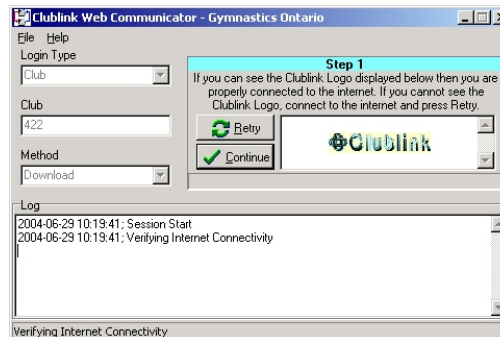 Clublink Web Communicator - Gymnastics Ontario
File Help
Login Type
Club
Club
422
Method
Download
Step 1
If you can see the Clublink Logo displayed below then you are
properly connected to the internet. If you cannot see the
Clublink Logo, connect to the internet and press Retry.
Retry
Continue
Clublink
Log
2004-06-29 10:19:41; Session Start
2004-06-29 10:19:41; Verifying Internet Connectivity
Verifying Internet Connectivity